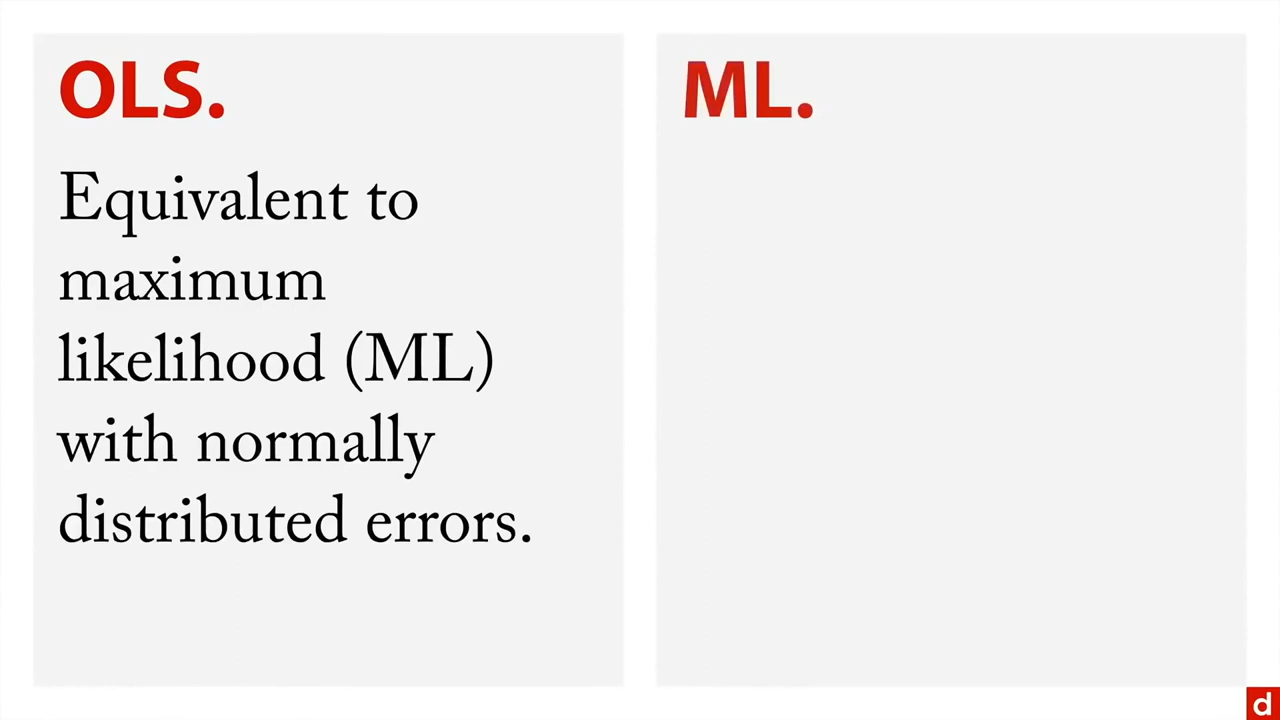 OLS.
Equivalent to
maximum
likelihood (ML)
with normally
distributed errors.
ML.
d